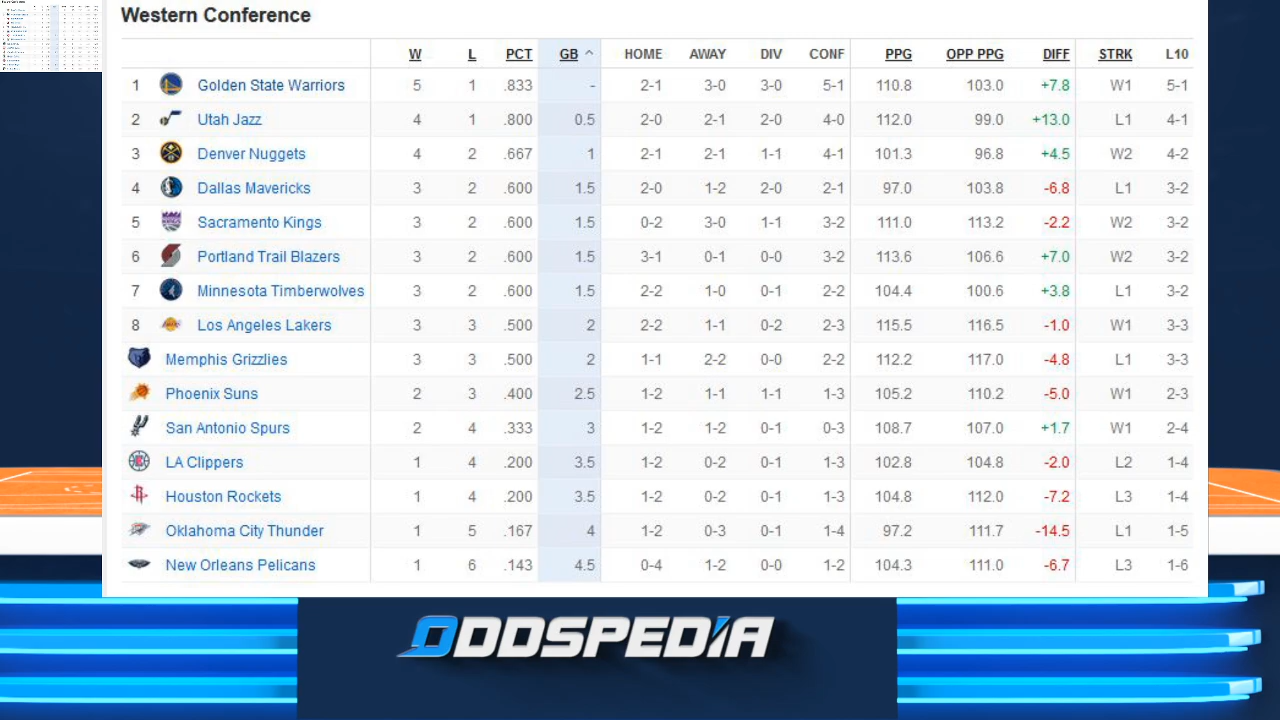 Western Conference
W L PCT GB HOME AWAY DIV CONF PPG OPP PPG DIFF STRK L10
1 Golden State Warriors 5 1 .833 - 2-1 3-0 3-0 5-1 110.8 103.0 +7.8 W1 5-1
2 Utah Jazz 4 1 .800 0.5 2-0 2-1 2-0 4-0 112.0 99.0 +13.0 L1 4-1
3 Denver Nuggets 4 2 .667 1 2-1 2-1 1-1 4-1 101.3 96.8 +4.5 W2 4-2
4 Dallas Mavericks 3 2 .600 1.5 2-0 1-2 2-0 2-1 97.0 103.8 -6.8 L1 3-2
5 Sacramento Kings 3 2 .600 1.5 0-2 3-0 1-1 3-2 111.0 113.2 -2.2 W2 3-2
6 Portland Trail Blazers 3 2 .600 1.5 3-1 0-1 0-0 3-2 113.6 106.6 +7.0 W2 3-2
7 Minnesota Timberwolves 3 2 .600 1.5 2-2 1-0 0-1 2-2 104.4 100.6 +3.8 L1 3-2
8 Los Angeles Lakers 3 3 .500 2 2-2 1-1 0-2 2-3 115.5 116.5 -1.0 W1 3-3
Memphis Grizzlies 3 3 .500 2 1-1 2-2 0-0 2-2 112.2 117.0 -4.8 L1 3-3
Phoenix Suns 2 3 .400 2.5 1-2 1-1 1-1 1-3 105.2 110.2 -5.0 W1 2-3
San Antonio Spurs 2 4 .333 3 1-2 1-2 0-1 0-3 108.7 107.0 +1.7 W1 2-4
LA Clippers 1 4 .200 3.5 1-2 0-2 0-1 1-3 102.8 104.8 -2.0 L2 1-4
Houston Rockets 1 4 .200 3.5 1-2 0-2 0-1 1-3 104.8 112.0 -7.2 L3 1-4
Oklahoma City Thunder 1 5 .167 4 1-2 0-3 0-1 1-4 97.2 111.7 -14.5 L1 1-5
New Orleans Pelicans 1 6 .143 4.5 0-4 1-2 0-0 1-2 104.3 111.0 -6.7 L3 1-6
ODDSPEDIA